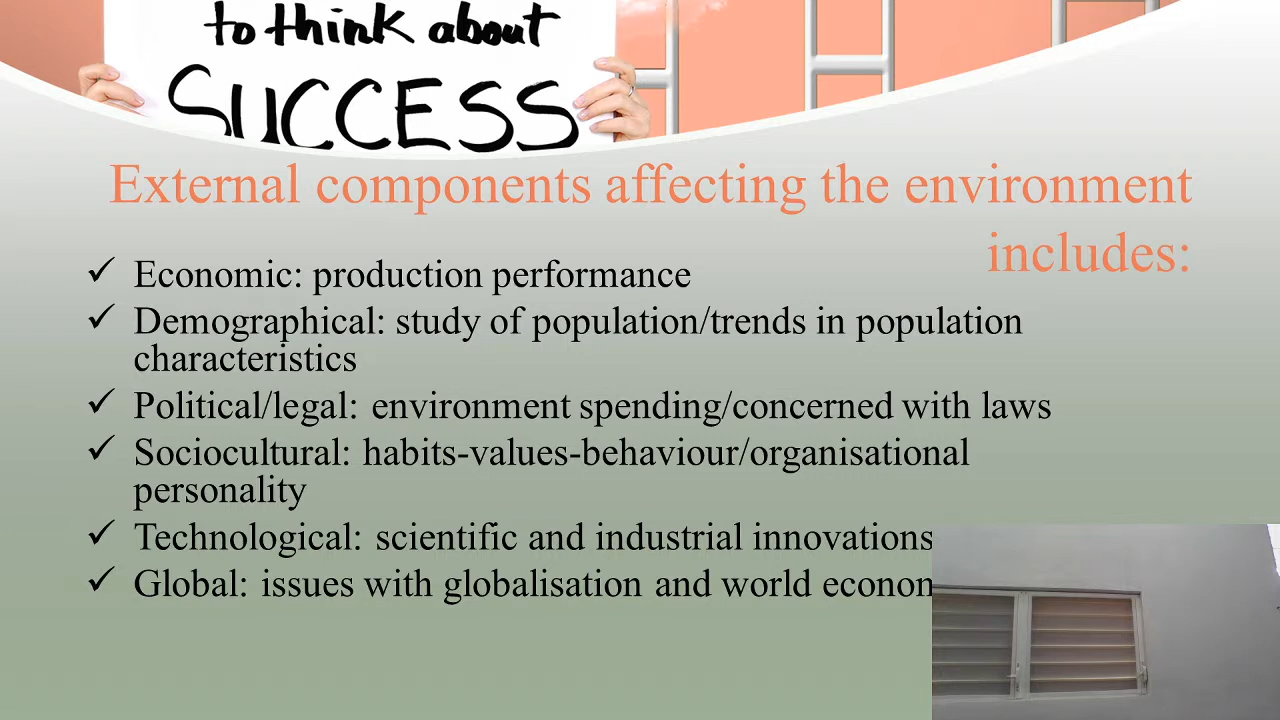 to think about
SUCCESS
External components affecting the environment
includes:
✓ Economic: production performance
✓ Demographical: study of population/trends in population
characteristics
✓ Political/legal: environment spending/concerned with laws
✓ Sociocultural: habits-values-behaviour/organisational
personality
✓ Technological: scientific and industrial innovations
✓ Global: issues with globalisation and world